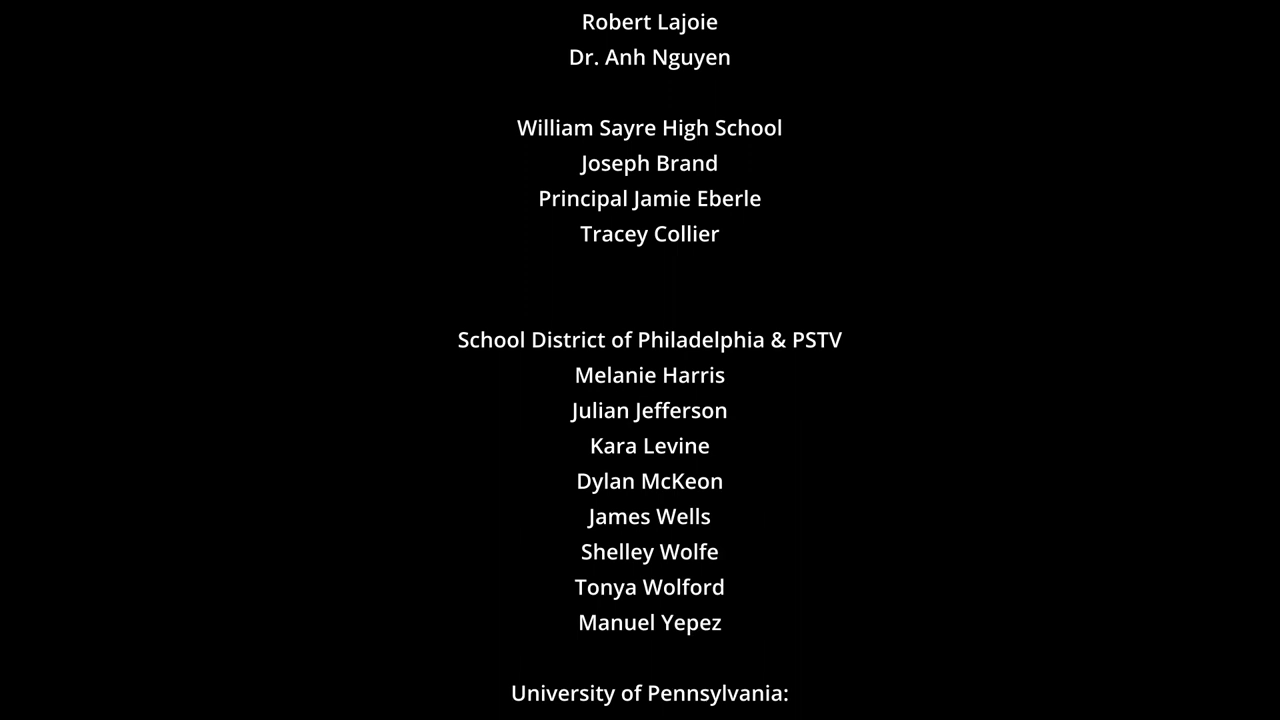 Robert Lajoie
Dr. Anh Nguyen
William Sayre High School
Joseph Brand
Principal Jamie Eberle
Tracey Collier
School District of Philadelphia & PSTV
Melanie Harris
Julian Jefferson
Kara Levine
Dylan McKeon
James Wells
Shelley Wolfe
Tonya Wolford
Manuel Yepez
University of Pennsylvania: